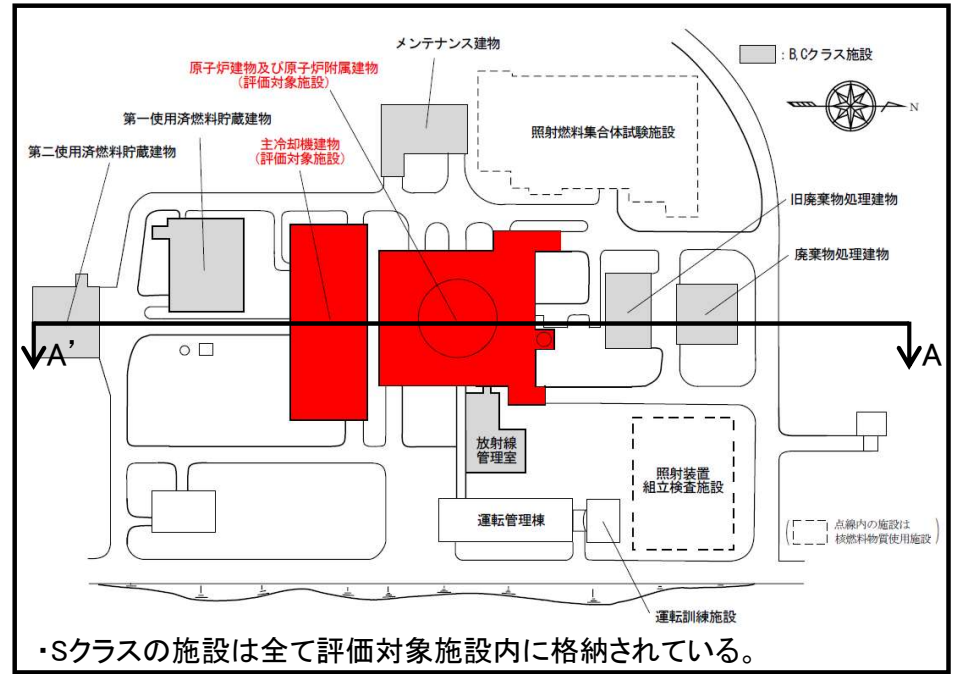 メンテナンス建物
:B,Cクラス施設
原子炉建物及び原子炉附属建物
(評価対象施設)
N
第一使用済燃料貯蔵建物
照射燃料集合体試験施設
第二使用済燃料貯蔵建物
主冷却機建物
(評価対象施設)
旧廃棄物処理建物
廃棄物処理建物
A’
A
放射線
管理室
照射装置
組立検査施設
運転管理棟
点線内の施設は
核燃料物質使用施設
運転訓練施設
・Sクラスの施設は全て評価対象施設内に格納されている。